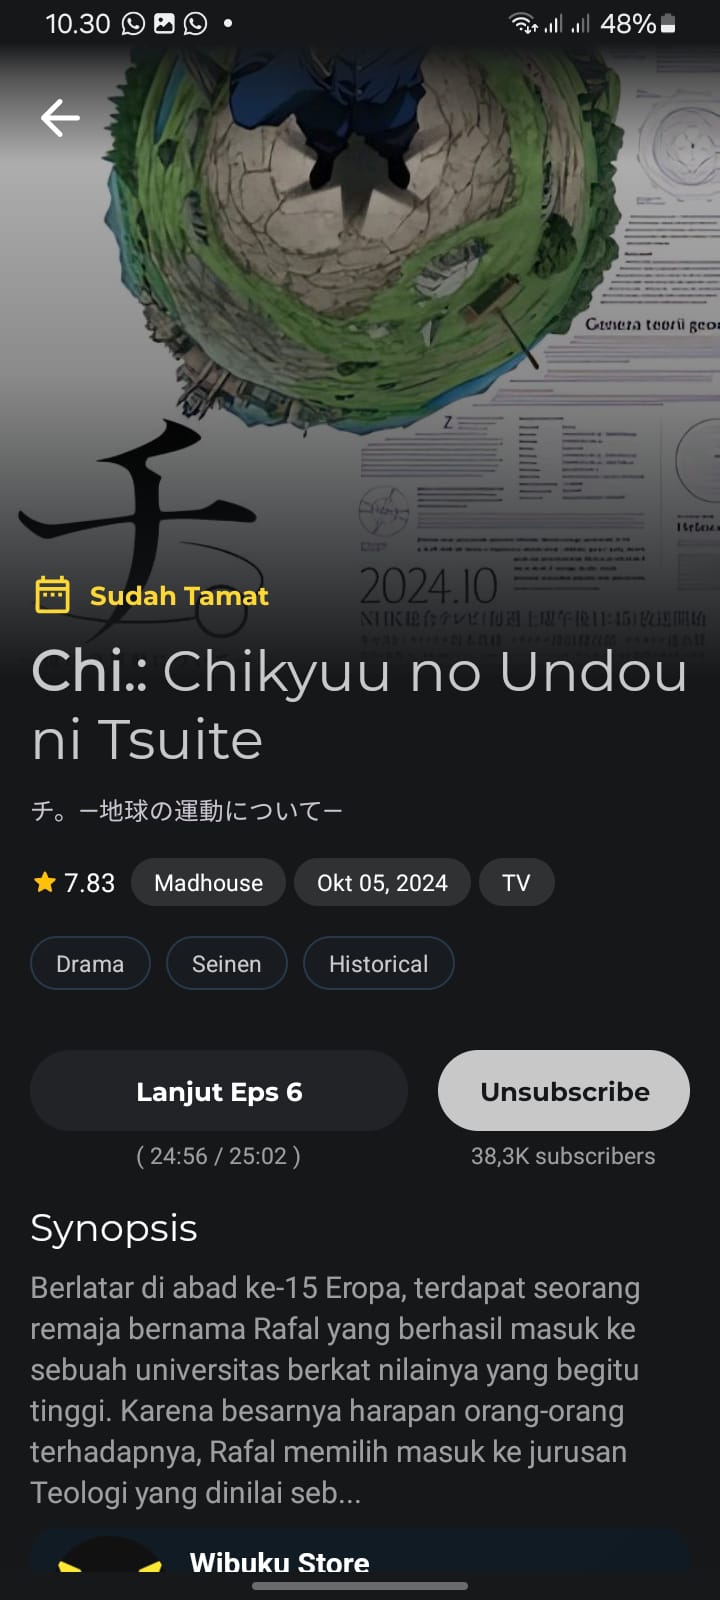 10.30
48%
Geneza teorii geo
Z
チ。
2024.10
NHK総合テレビ(毎週土曜午後11:45)放送開始
Sudah Tamat
Chi.: Chikyuu no Undou
ni Tsuite
チ。—地球の運動について—
7.83 Madhouse Okt 05, 2024 TV
Drama Seinen Historical
Lanjut Eps 6 Unsubscribe
( 24:56 / 25:02 ) 38,3K subscribers
Synopsis
Berlatar di abad ke-15 Eropa, terdapat seorang
remaja bernama Rafal yang berhasil masuk ke
sebuah universitas berkat nilainya yang begitu
tinggi. Karena besarnya harapan orang-orang
terhadapnya, Rafal memilih masuk ke jurusan
Teologi yang dinilai seb...
Wibuku Store